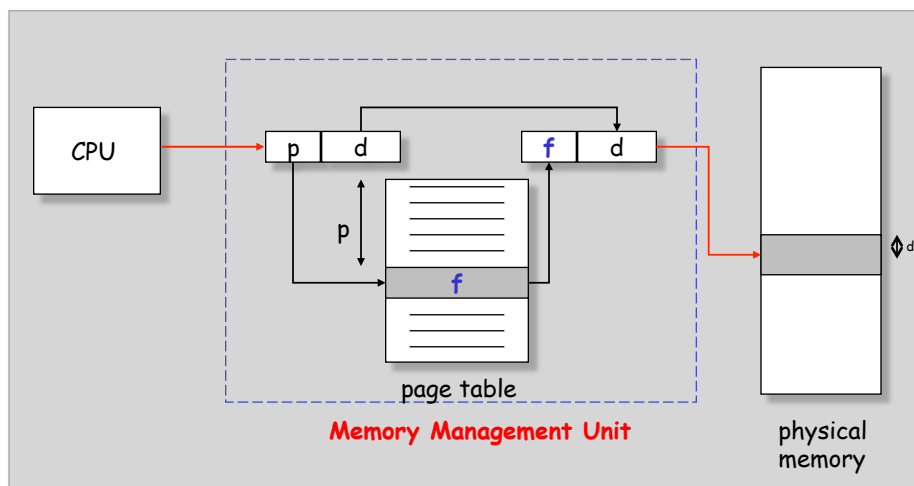 CPU
p d
f d
p
f
page table
Memory Management Unit
d
physical
memory